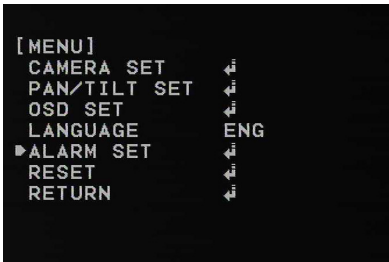 [MENU]
CAMERA SET ↲
PAN/TILT SET ↲
OSD SET ↲
LANGUAGE ENG
▶ALARM SET ↲
RESET ↲
RETURN ↲